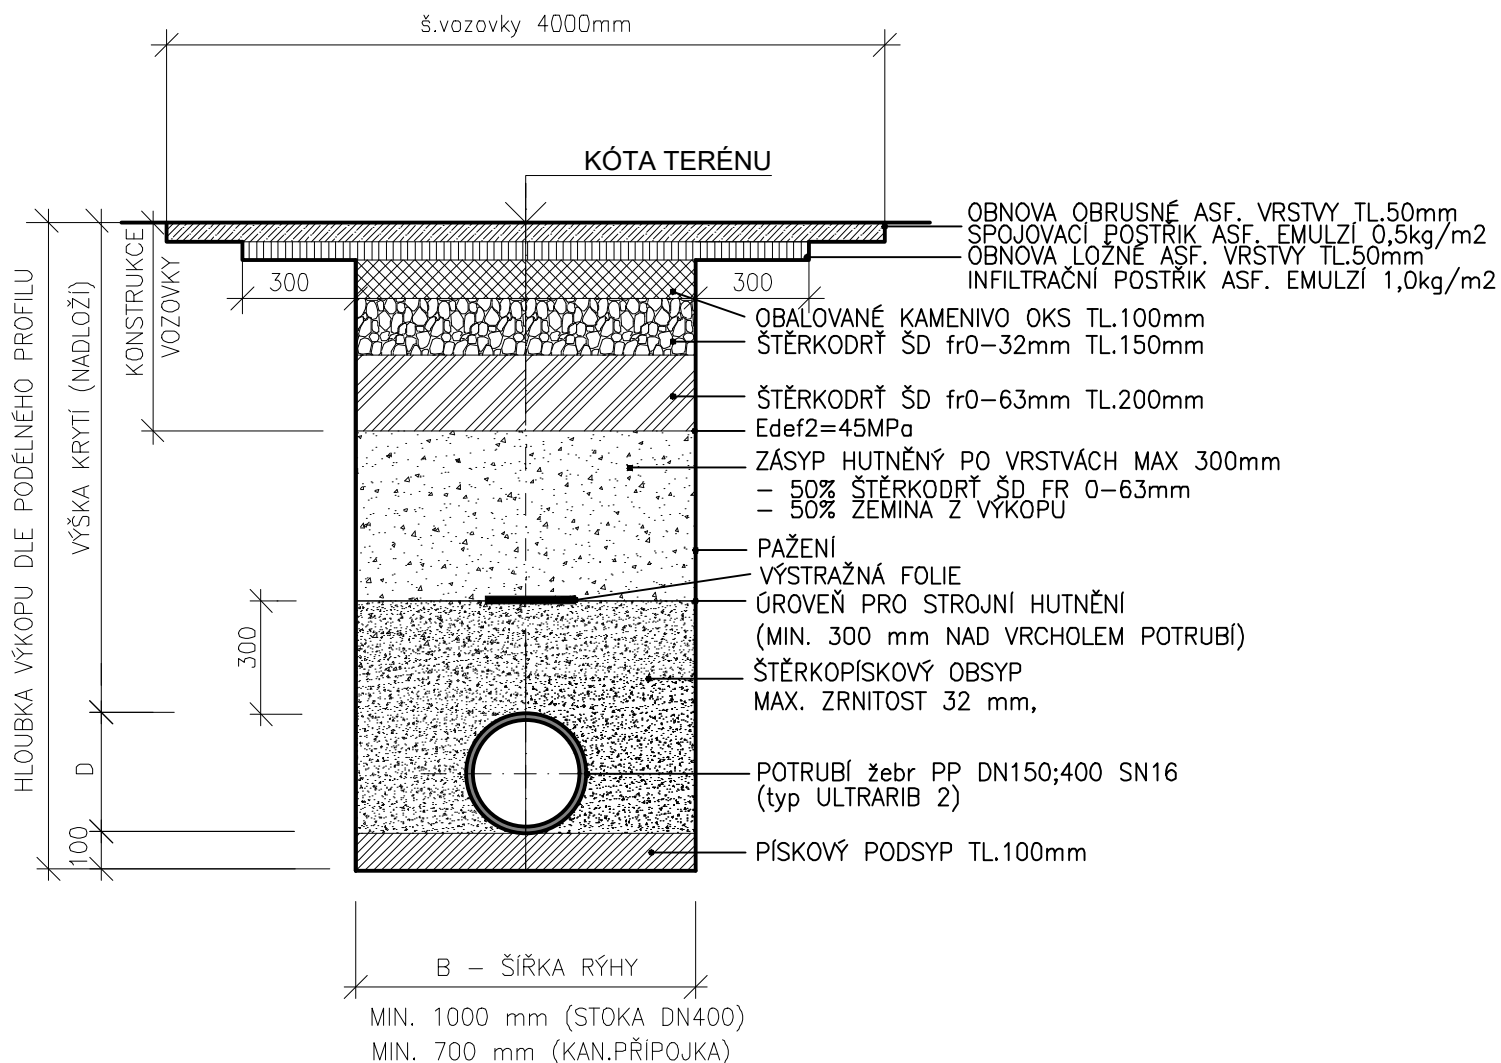 š.vozovky 4000mm
KÓTA TERÉNU
OBNOVA OBRUSNÉ ASF. VRSTVY TL.50mm
SPOJOVACÍ POSTŘIK ASF. EMULZÍ 0,5kg/m2
OBNOVA LOŽNÉ ASF. VRSTVY TL.50mm
INFILTRAČNÍ POSTŘIK ASF. EMULZÍ 1,0kg/m2
300
300
OBALOVANÉ KAMENIVO OKS TL.100mm
ŠTĚRKODRŤ ŠD fr0-32mm TL.150mm
ŠTĚRKODRŤ ŠD fr0-63mm TL.200mm
Edef2=45MPa
ZÁSYP HUTNĚNÝ PO VRSTVÁCH MAX 300mm
- 50% ŠTĚRKODRŤ ŠD FR 0-63mm
- 50% ZEMINA Z VÝKOPU
PAŽENÍ
VÝSTRAŽNÁ FOLIE
ÚROVEŇ PRO STROJNÍ HUTNĚNÍ
(MIN. 300 mm NAD VRCHOLEM POTRUBÍ)
ŠTĚRKOPÍSKOVÝ OBSYP
MAX. ZRNITOST 32 mm,
POTRUBÍ žebr PP DN150;400 SN16
(typ ULTRARIB 2)
PÍSKOVÝ PODSYP TL.100mm
HLOUBKA VÝKOPU DLE PODÉLNÉHO PROFILU
VÝŠKA KRYTÍ (NADLOŽÍ)
KONSTRUKCE
VOZOVKY
300
D
100
B - ŠÍŘKA RÝHY
MIN. 1000 mm (STOKA DN400)
MIN. 700 mm (KAN.PŘÍPOJKA)